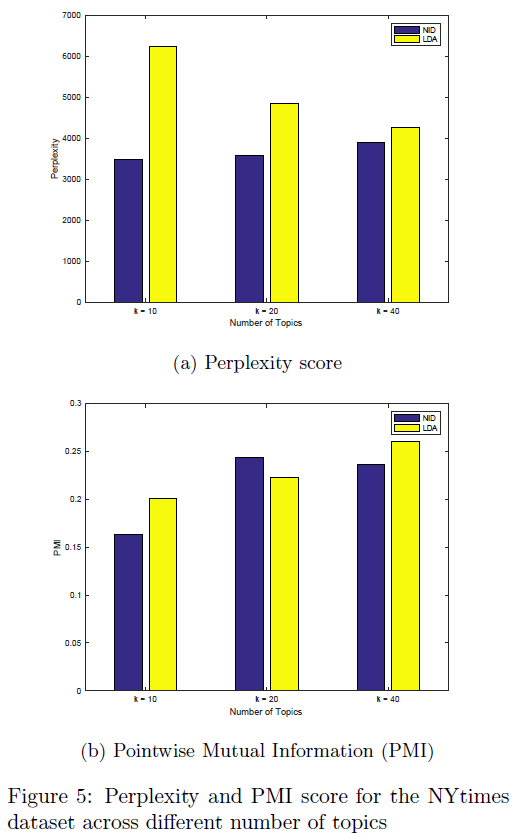 7000
6000
5000
4000
3000
2000
1000
0
Perplexity
NID
LDA
k = 10 k = 20 k = 40
Number of Topics
(a) Perplexity score
0.3
0.25
0.2
0.15
0.1
0.05
0
PMI
NID
LDA
k = 10 k = 20 k = 40
Number of Topics
(b) Pointwise Mutual Information (PMI)
Figure 5: Perplexity and PMI score for the NYtimes
dataset across different number of topics